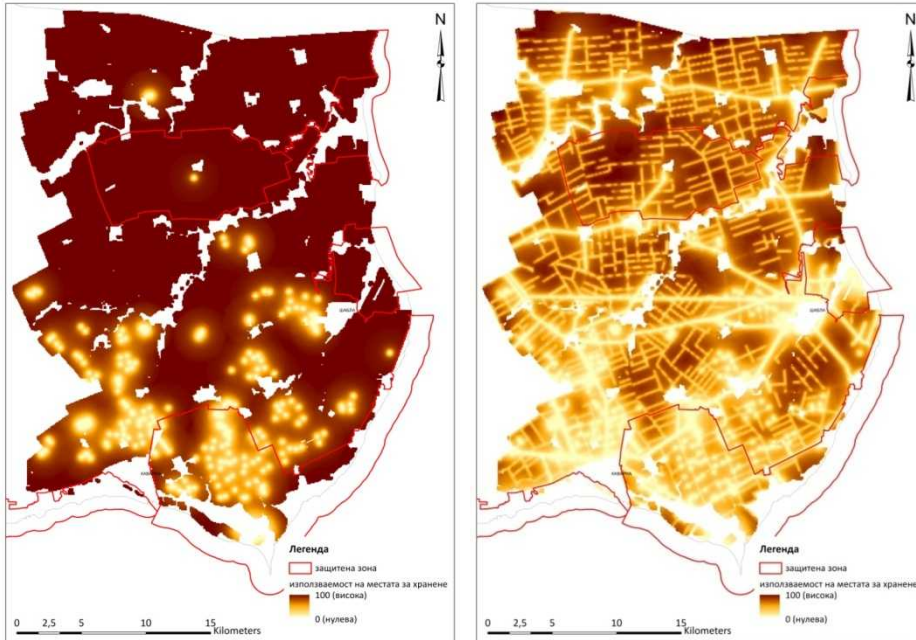 N
ШАБЛА
Легенда
защитена зона
използваемост на местата за хранене
100 (висока)
0 (нулева)
0 2,5 5 10 15
Kilometers
N
ШАБЛА
Легенда
защитена зона
използваемост на местата за хранене
100 (висока)
0 (нулева)
0 2,5 5 10 15
Kilometers